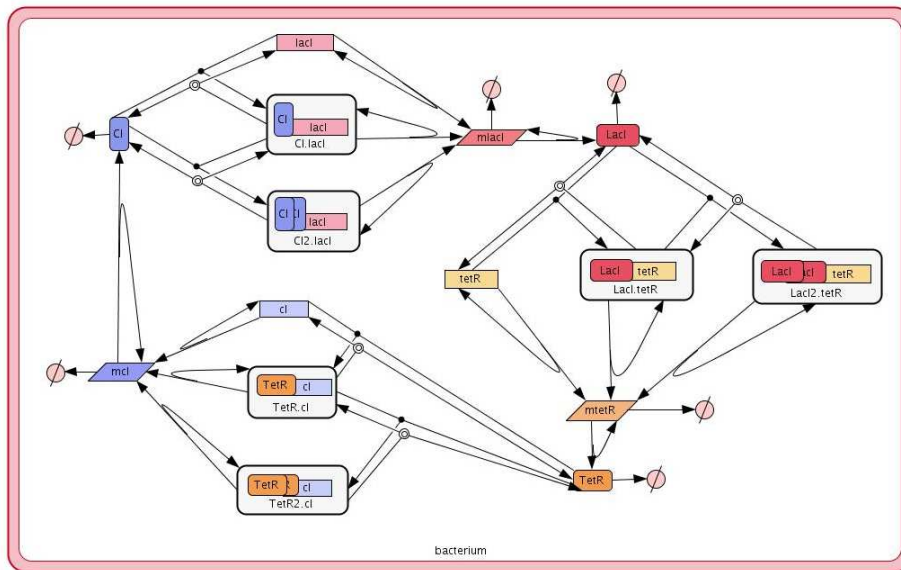 lacI
CI
lacI
CI.lacI
CI
CI
CI
lacI
CI2.lacI
mlacI
LacI
tetR
LacI
tetR
LacI.tetR
LacI
tetR
LacI2.tetR
cI
mcI
TetR
cI
TetR.cI
TetR
cI
TetR2.cI
mtetR
TetR
bacterium